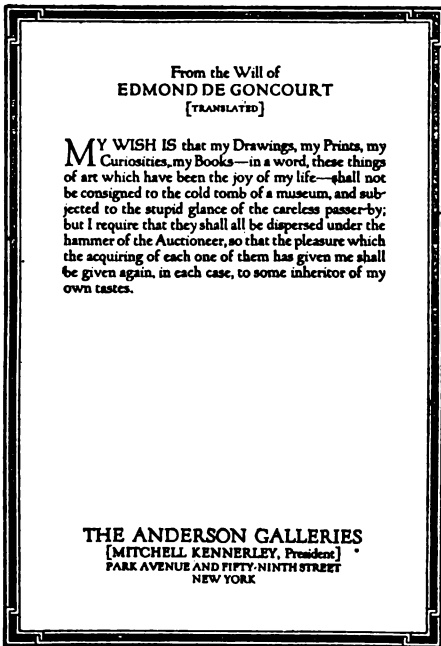 From the Will of
EDMOND DE GONCOURT
[TRANSLATED]
MY WISH IS that my Drawings, my Prints, my
Curiosities, my Books—in a word, these things
of art which have been the joy of my life—shall not
be consigned to the cold tomb of a museum, and sub-
jected to the stupid glance of the careless passer-by;
but I require that they shall all be dispersed under the
hammer of the Auctioneer, so that the pleasure which
the acquiring of each one of them has given me shall
be given again, in each case, to some inheritor of my
own tastes.
THE ANDERSON GALLERIES
[MITCHELL KENNERLEY, President]
PARK AVENUE AND FIFTY-NINTH STREET
NEW YORK